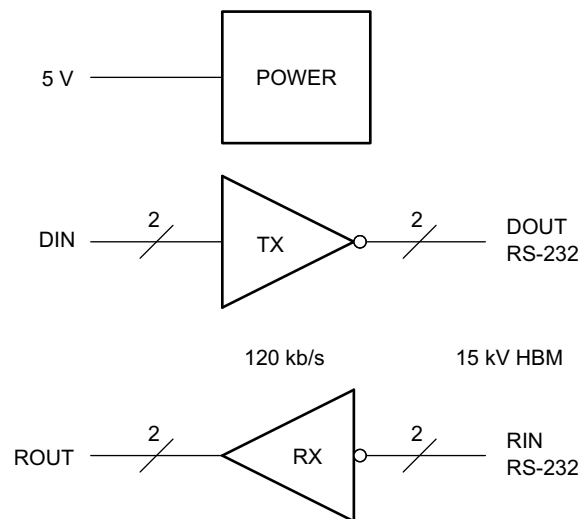 5 V
POWER
2
2
DIN
TX
DOUT
RS-232
120 kb/s
15 kV HBM
2
2
ROUT
RX
RIN
RS-232